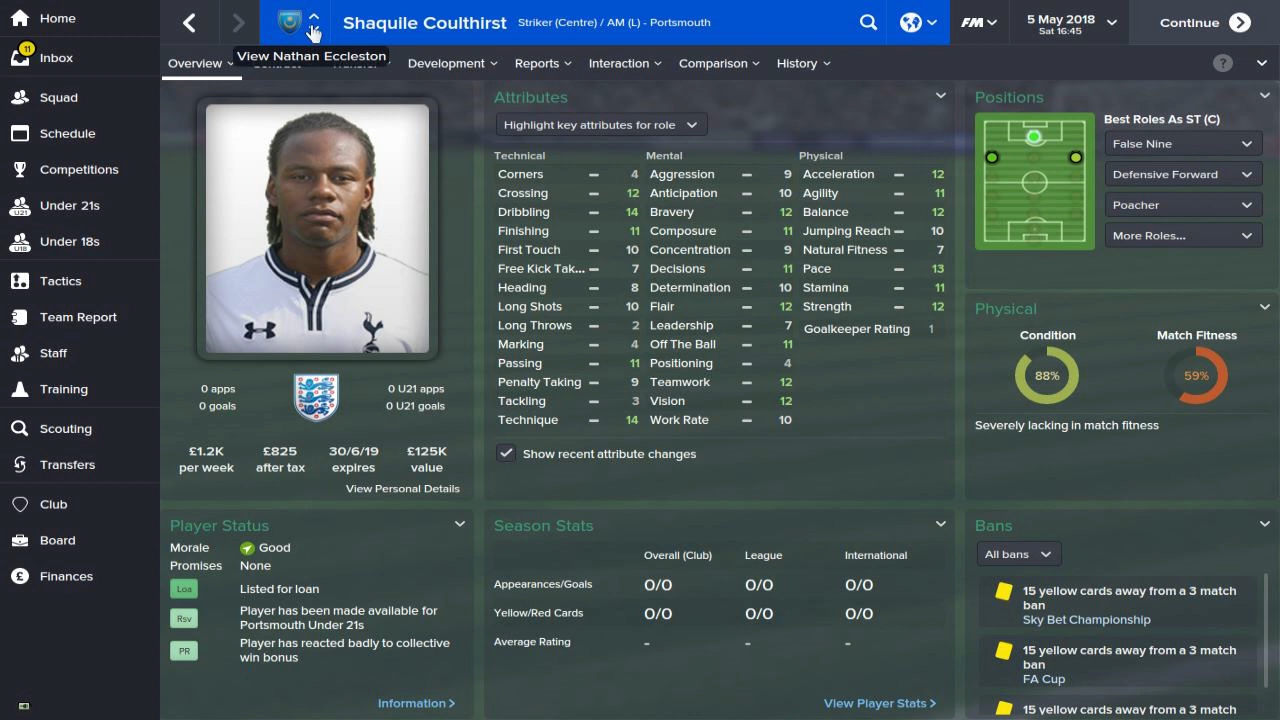 Home
11
Inbox
Squad
Schedule
Competitions
U21
Under 21s
U18
Under 18s
Tactics
Team Report
Staff
Training
Scouting
Transfers
Club
Board
Finances
Shaquile Coulthirst
Striker (Centre) / AM (L) - Portsmouth
FM
5 May 2018
Sat 16:45
Continue
View Nathan Eccleston
Overview
Development
Reports
Interaction
Comparison
History
?
0 apps
0 goals
0 U21 apps
0 U21 goals
£1.2K
per week
£825
after tax
30/6/19
expires
£125K
value
View Personal Details
Attributes
Highlight key attributes for role
Technical
Corners 4
Crossing 12
Dribbling 14
Finishing 11
First Touch 10
Free Kick Tak... 7
Heading 8
Long Shots 10
Long Throws 2
Marking 4
Passing 11
Penalty Taking 9
Tackling 3
Technique 14
Mental
Aggression 9
Anticipation 10
Bravery 12
Composure 11
Concentration 9
Decisions 11
Determination 10
Flair 12
Leadership 7
Off The Ball 11
Positioning 4
Teamwork 12
Vision 12
Work Rate 10
Physical
Acceleration 12
Agility 11
Balance 12
Jumping Reach 10
Natural Fitness 7
Pace 13
Stamina 11
Strength 12
Goalkeeper Rating 1
Show recent attribute changes
Positions
Best Roles As ST (C)
False Nine
Defensive Forward
Poacher
More Roles...
Physical
Condition
88%
Match Fitness
59%
Severely lacking in match fitness
Player Status
Morale Good
Promises None
Loa Listed for loan
Rsv Player has been made available for
Portsmouth Under 21s
PR Player has reacted badly to collective
win bonus
Information >
Season Stats
Overall (Club) League International
Appearances/Goals 0/0 0/0 0/0
Yellow/Red Cards 0/0 0/0 0/0
Average Rating - - -
View Player Stats >
Bans
All bans
15 yellow cards away from a 3 match
ban
Sky Bet Championship
15 yellow cards away from a 3 match
ban
FA Cup
15 yellow cards away from a 3 match